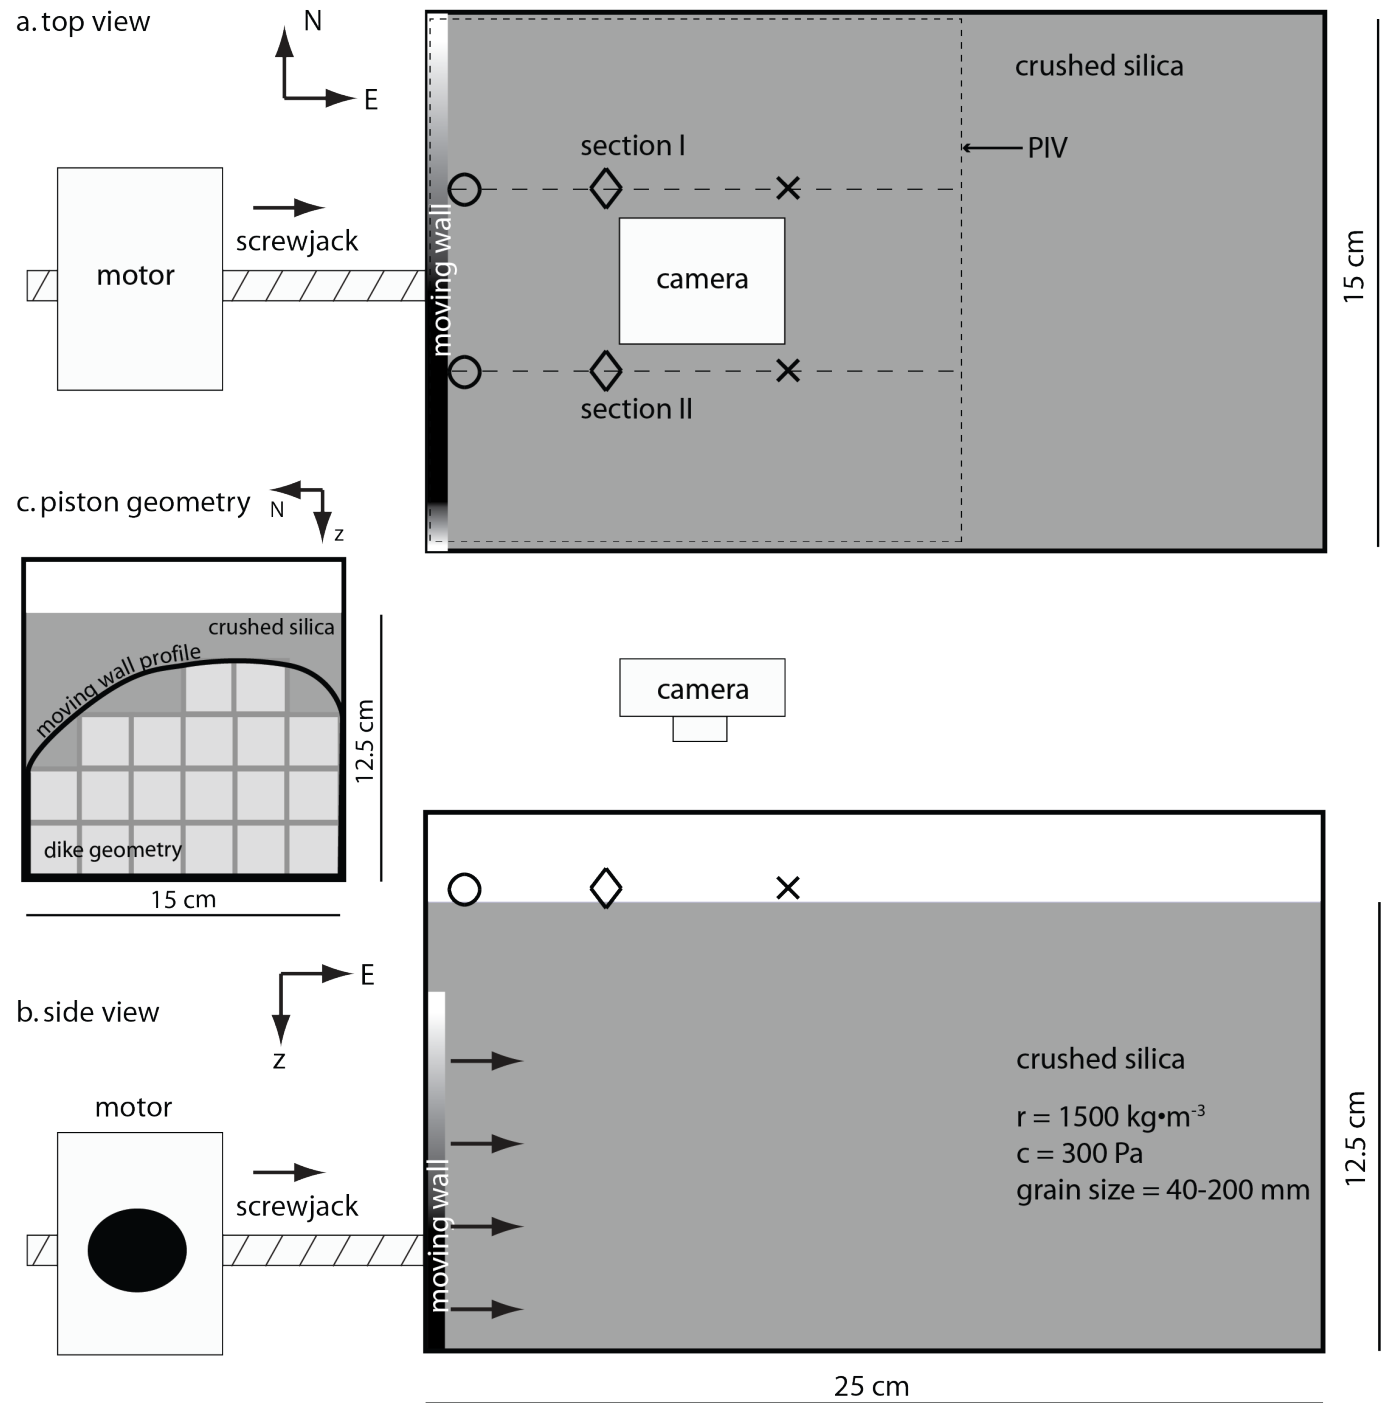 a. top view
N
E
crushed silica
section I
PIV
screwjack
motor
moving wall
camera
15 cm
section II
c. piston geometry
N
z
crushed silica
moving wall profile
12.5 cm
dike geometry
15 cm
camera
E
b. side view
z
motor
screwjack
moving wall
crushed silica
r = 1500 kg•m⁻³
c = 300 Pa
grain size = 40-200 mm
12.5 cm
25 cm